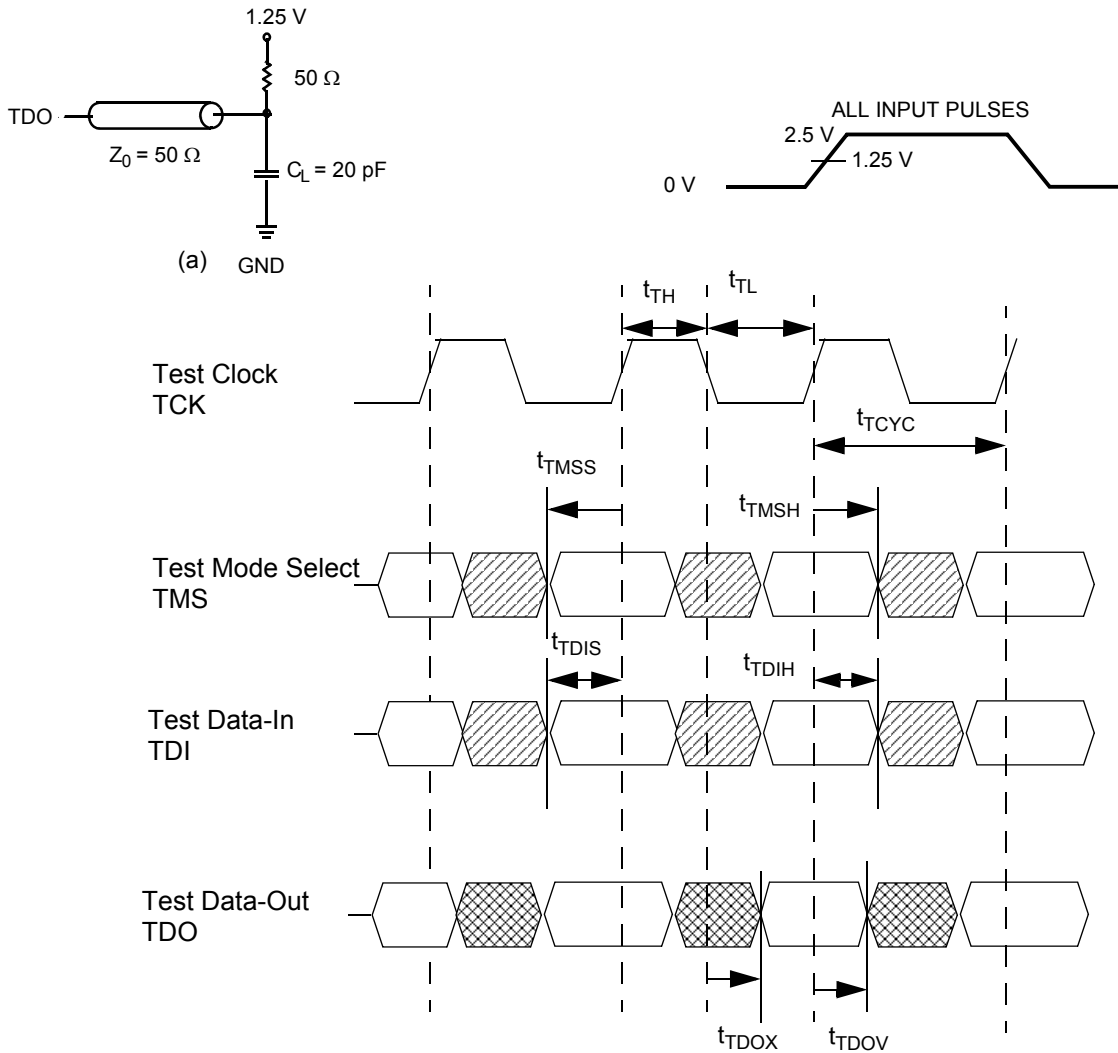 1.25 V
50 Ω
TDO
Z0 = 50 Ω
CL = 20 pF
(a)
GND
ALL INPUT PULSES
2.5 V
1.25 V
0 V
tTH
tTL
Test Clock
TCK
tTCYC
tTMSS
tTMSH
Test Mode Select
TMS
tTDIS
tTDIH
Test Data-In
TDI
Test Data-Out
TDO
tTDOX
tTDOV